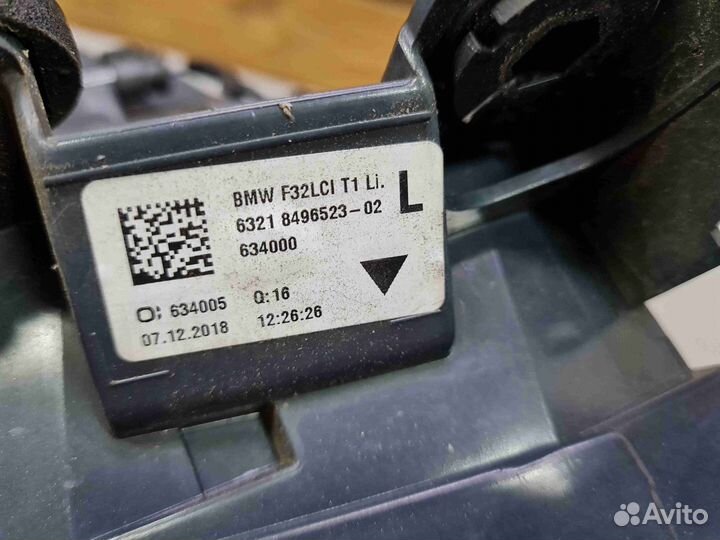 BMW F32LCI T1 Li.
L
6321 8496523-02
634000
O; 634005 Q:16
07.12.2018 12:26:26
Avito